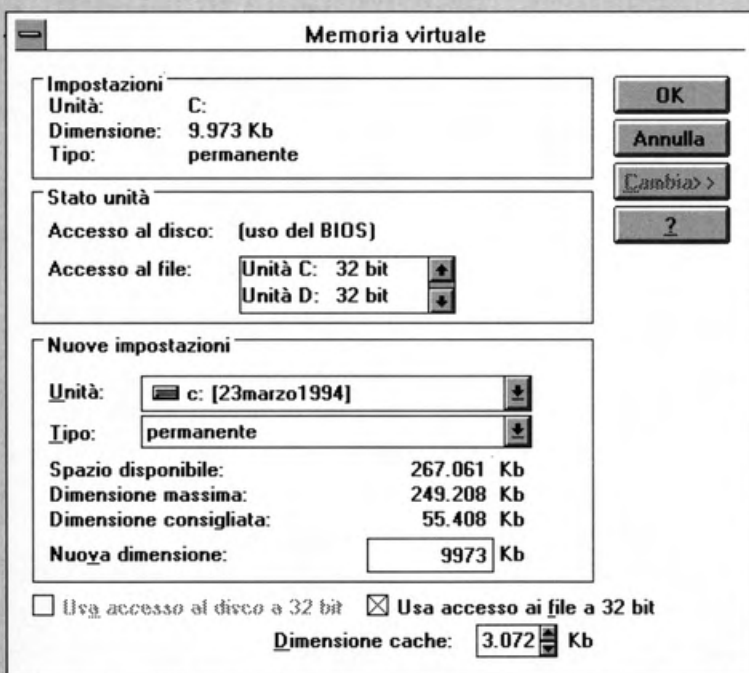 Memoria virtuale
Impostazioni
Unità: C:
Dimensione: 9.973 Kb
Tipo: permanente
OK
Annulla
Cambia>>
?
Stato unità
Accesso al disco: (uso del BIOS)
Accesso al file: Unità C: 32 bit
Unità D: 32 bit
Nuove impostazioni
Unità: c: [23marzo1994]
Tipo: permanente
Spazio disponibile: 267.061 Kb
Dimensione massima: 249.208 Kb
Dimensione consigliata: 55.408 Kb
Nuova dimensione: 9973 Kb
Usa accesso al disco a 32 bit Usa accesso ai file a 32 bit
Dimensione cache: 3.072 Kb